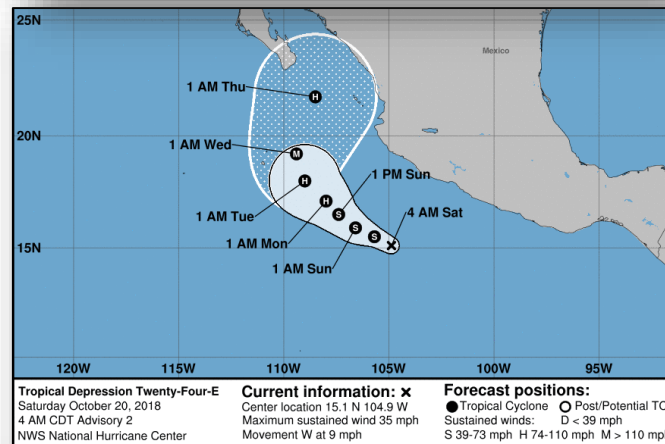 25N
Mexico
1 AM Thu
H
20N
1 AM Wed
M
1 PM Sun
H
1 AM Tue
4 AM Sat
H
S
1 AM Mon
S
S
15N
1 AM Sun
120W 115W 110W 105W 100W 95W
Tropical Depression Twenty-Four-E
Saturday October 20, 2018
4 AM CDT Advisory 2
NWS National Hurricane Center
Current information: ×
Center location 15.1 N 104.9 W
Maximum sustained wind 35 mph
Movement W at 9 mph
Forecast positions:
Tropical Cyclone Post/Potential TC
Sustained winds: D < 39 mph
S 39-73 mph H 74-110 mph M > 110 mph